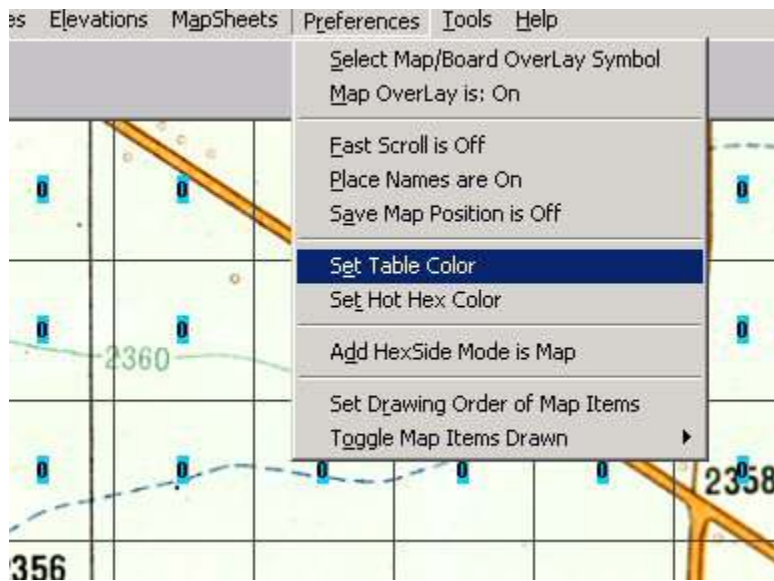 es Elevations MapSheets Preferences Tools Help
Select Map/Board OverLay Symbol
Map OverLay is: On
Fast Scroll is Off
Place Names are On
Save Map Position is Off
Set Table Color
Set Hot Hex Color
Add HexSide Mode is Map
Set Drawing Order of Map Items
Toggle Map Items Drawn
0 0 0
0 0 0
2360
0 0 0 0 0 0
2358
2356